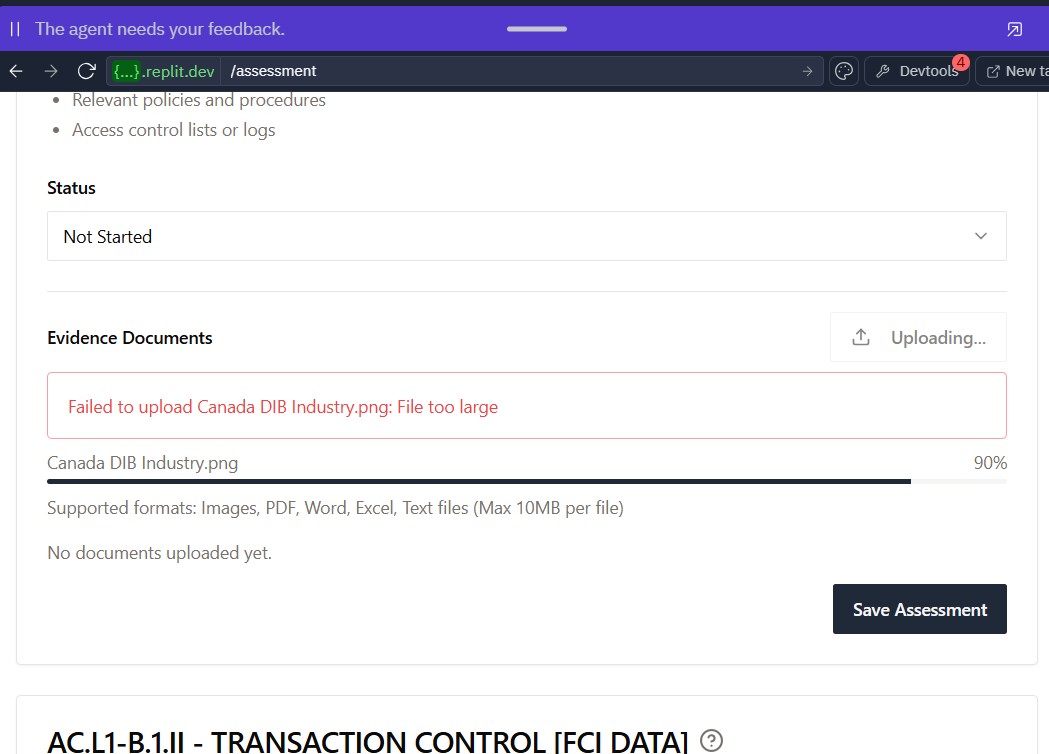 The agent needs your feedback.
{...}.replit.dev /assessment Devtools 4 New ta
Relevant policies and procedures
Access control lists or logs
Status
Not Started
Evidence Documents Uploading...
Failed to upload Canada DIB Industry.png: File too large
Canada DIB Industry.png 90%
Supported formats: Images, PDF, Word, Excel, Text files (Max 10MB per file)
No documents uploaded yet.
Save Assessment
AC.L1-B.1.II - TRANSACTION CONTROL [FCI DATA] ?